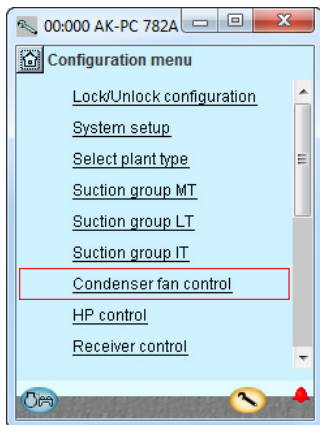 00:000 AK-PC 782A
Configuration menu
Lock/Unlock configuration
System setup
Select plant type
Suction group MT
Suction group LT
Suction group IT
Condenser fan control
HP control
Receiver control